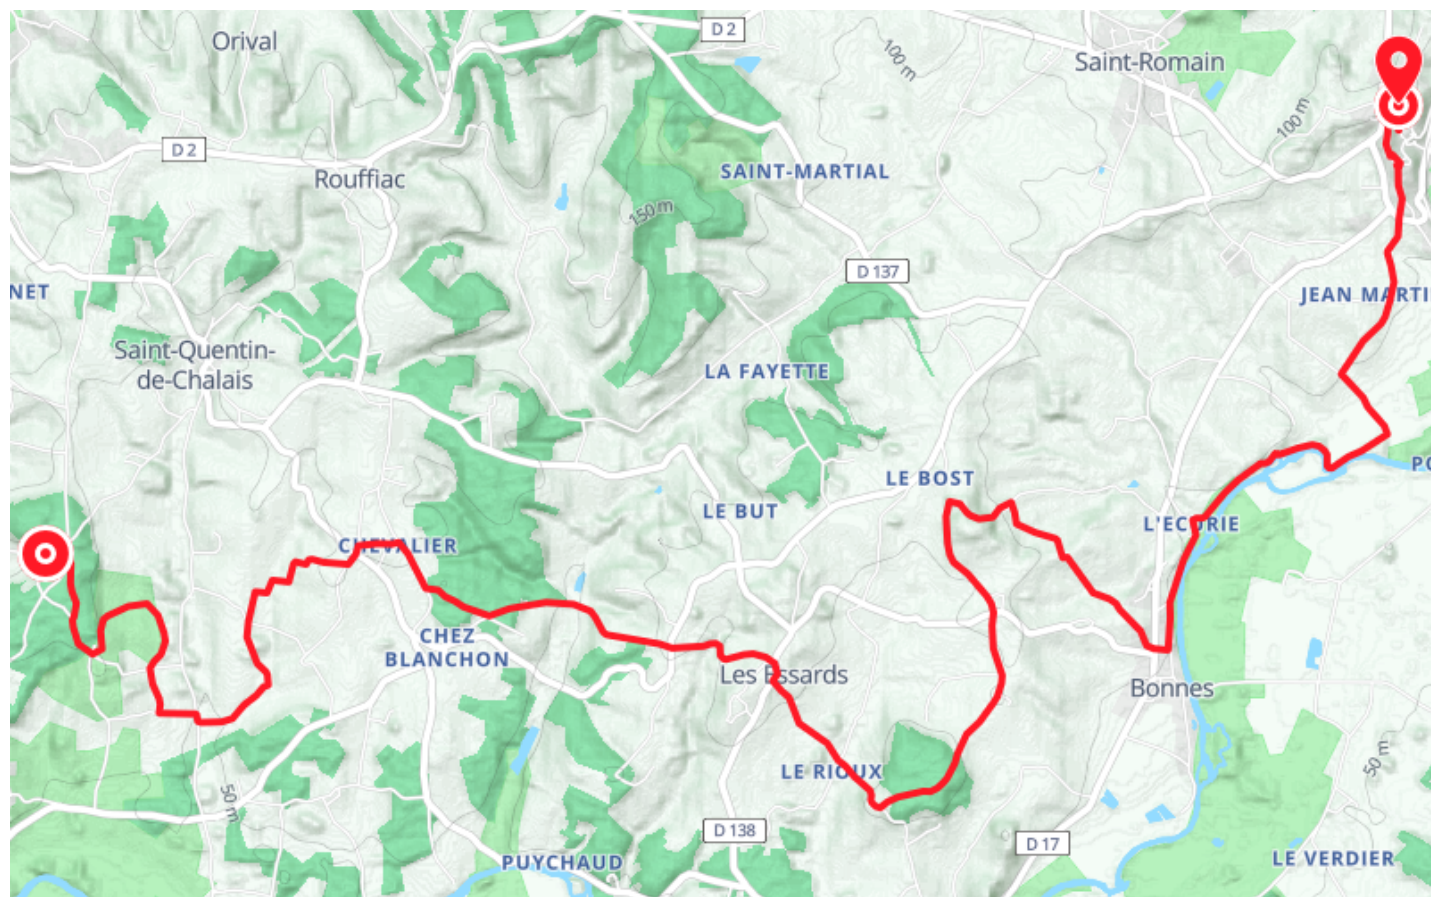 D 2
Orival
Saint-Romain
100 m
100 m
D 2
Rouffiac
SAINT-MARTIAL
150 m
D 137
NET
JEAN MARTI
Saint-Quentin-
de-Chalais
LA FAYETTE
PO
LE BOST
LE BUT
L'ECURIE
CHEVALIER
CHEZ
BLANCHON
Les Essards
Bonnes
LE RIOUX
50 m
50 m
D 138
D 17
PUYCHAUD
LE VERDIER